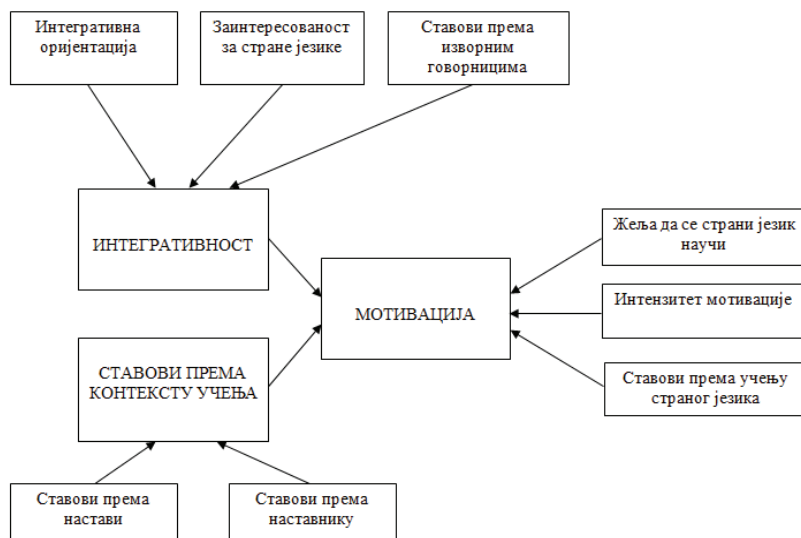 Интегративна
оријентација
Заинтересованост
за стране језике
Ставови према
изворним
говорницима
ИНТЕГРАТИВНОСТ
МОТИВАЦИЈА
Жеља да се страни језик
научи
Интензитет мотивације
Ставови према учењу
страног језика
СТАВОВИ ПРЕМА
КОНТЕКСТУ УЧЕЊА
Ставови према
настави
Ставови према
наставнику